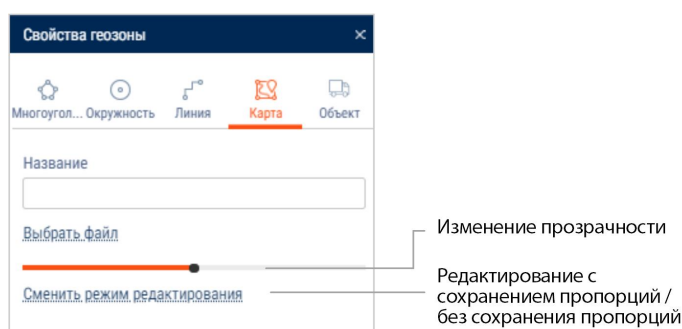 Свойства геозоны ×
Многоугол... Окружность Линия Карта Объект
Название
Выбрать файл
Изменение прозрачности
Сменить режим редактирования
Редактирование с
сохранением пропорций /
без сохранения пропорций